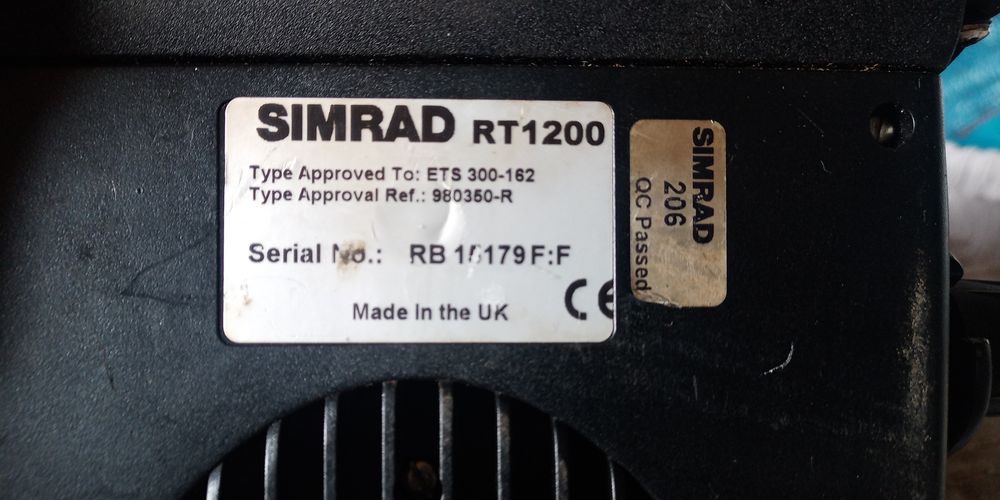 SIMRAD RT1200
Type Approved To: ETS 300-162
Type Approval Ref.: 980350-R
Serial No.: RB 15179F:F
Made In the UK CE
SIMRAD
206
QC Passed